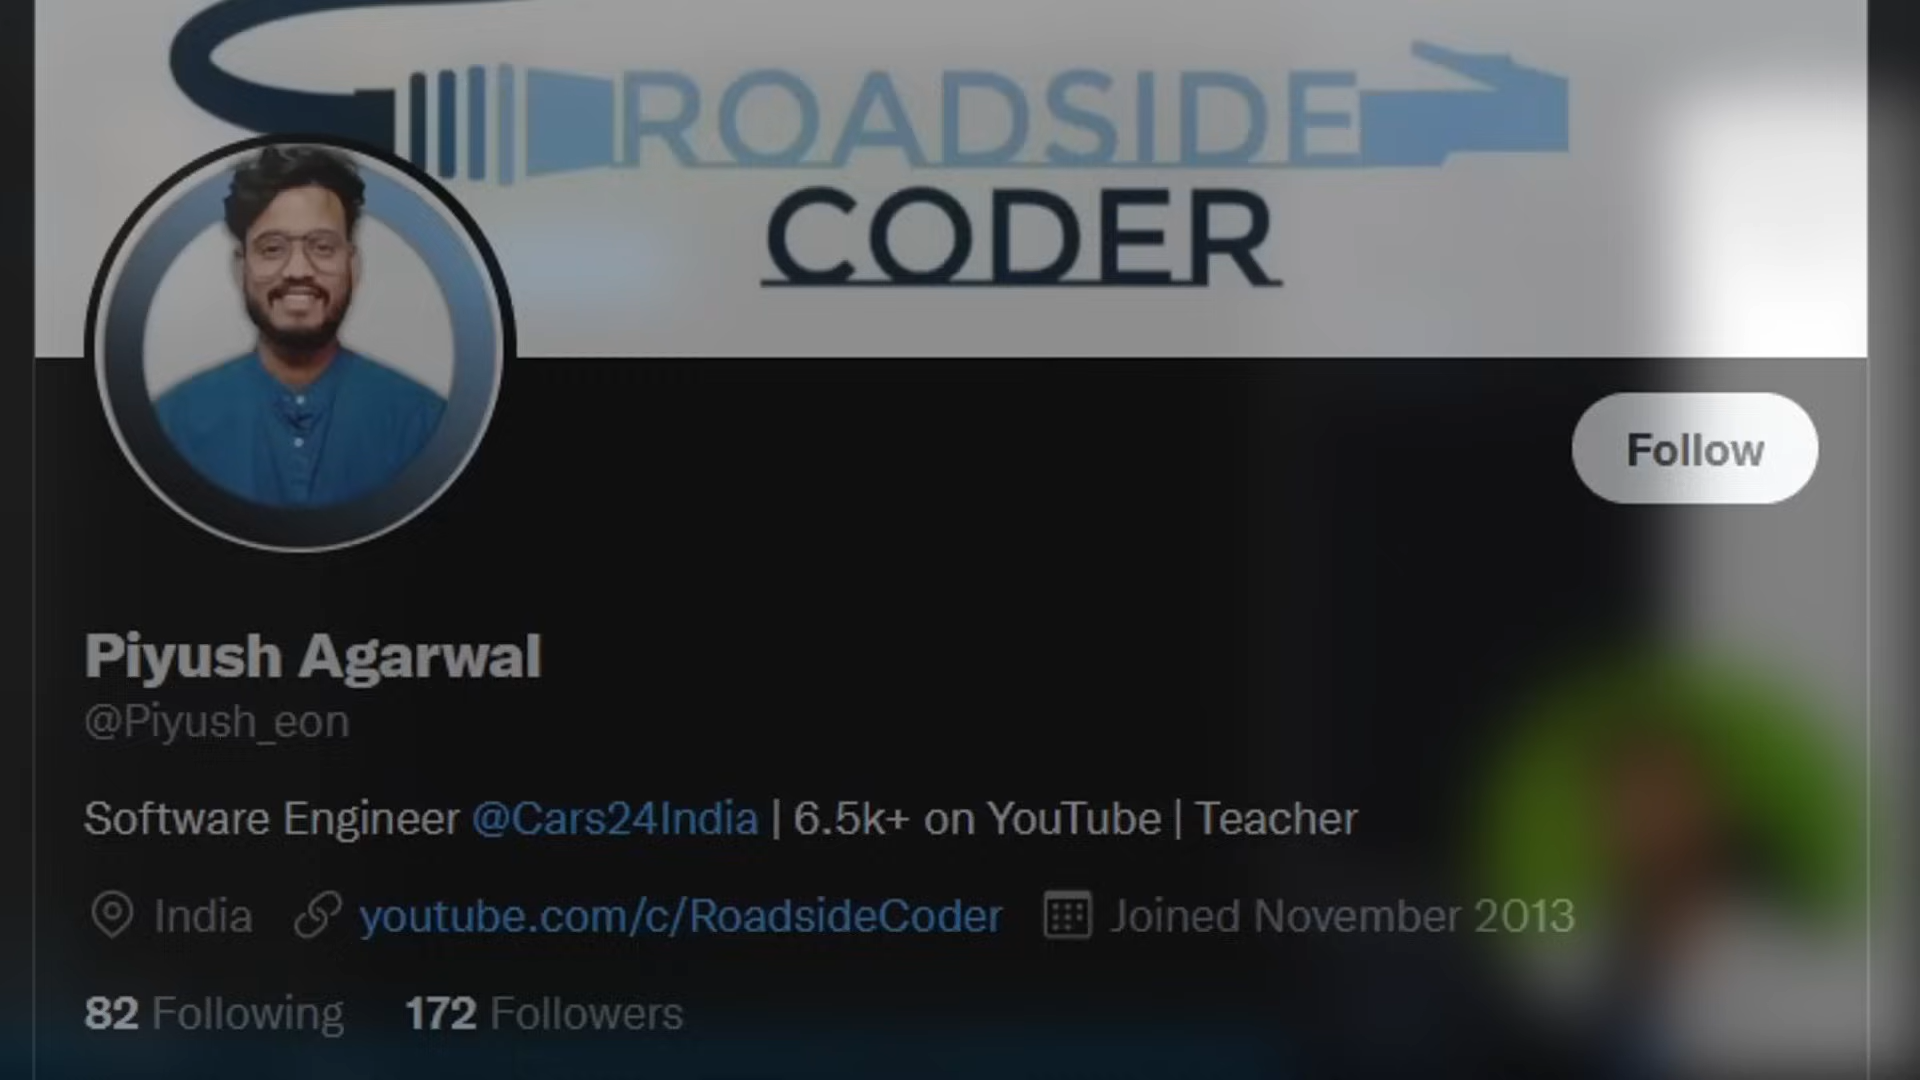 ROADSIDE
CODER
Follow
Piyush Agarwal
@Piyush_eon
Software Engineer @Cars24India | 6.5k+ on YouTube | Teacher
India youtube.com/c/RoadsideCoder Joined November 2013
82 Following 172 Followers